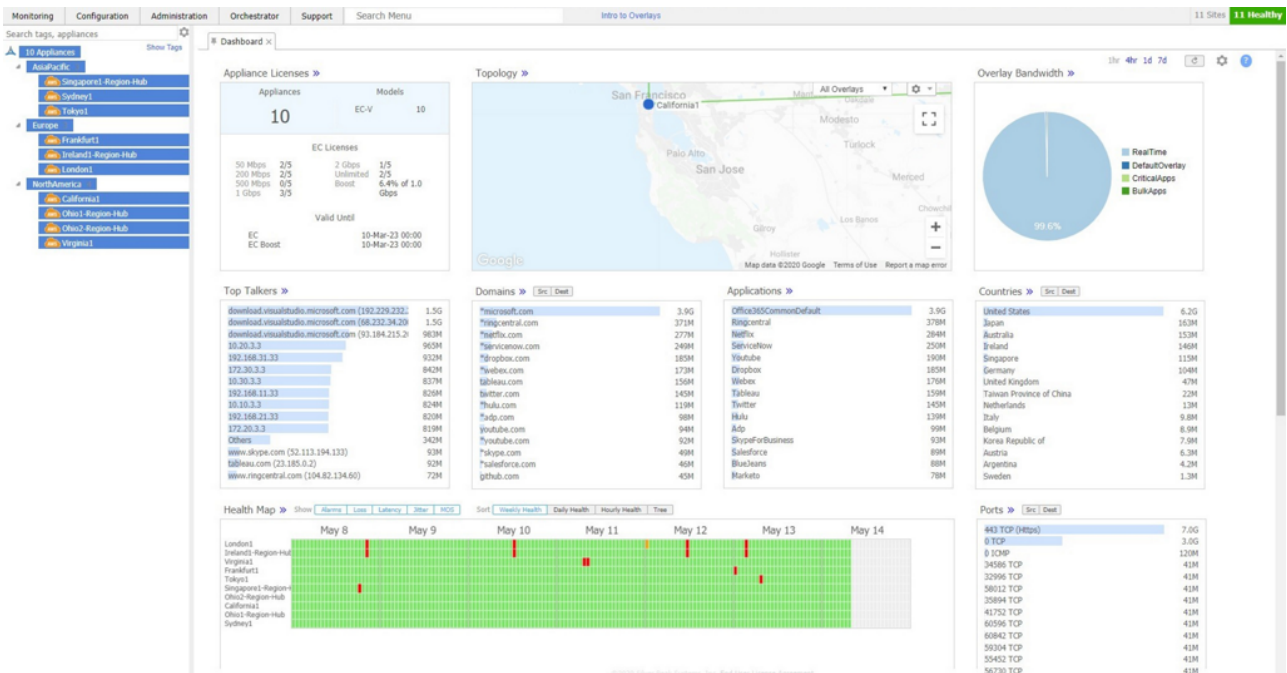 Monitoring Configuration Administration Orchestrator Support Search Menu Intro to Overlays 11 Sites 11 Healthy
Search tags, appliances
Show Tags
10 Appliances
AsiaPacific
Singapore1-Region-Hub
Sydney1
Tokyo1
Europe
Frankfurt1
Ireland1-Region-Hub
London1
NorthAmerica
California1
Ohio1-Region-Hub
Ohio2-Region-Hub
Virginia1
Dashboard
1hr 4hr 1d 7d
Appliance Licenses »
Appliances Models
10 EC-V 10
EC Licenses
50 Mbps 2/5 2 Gbps 1/5
200 Mbps 2/5 Unlimited 2/5
500 Mbps 0/5 Boost 6.4% of 1.0
1 Gbps 3/5 Gbps
Valid Until
EC 10-Mar-23 00:00
EC Boost 10-Mar-23 00:00
Topology »
All Overlays
San Francisco
California1
Oakdale
Modesto
Turlock
Palo Alto
San Jose
Merced
Chowchil
Los Banos
Gilroy
Hollister
Google
Map data ©2020 Google Terms of Use Report a map error
Overlay Bandwidth »
99.6%
RealTime
DefaultOverlay
CriticalApps
BulkApps
Top Talkers »
download.visualstudio.microsoft.com (192.229.232. 1.5G
download.visualstudio.microsoft.com (68.232.34.20 1.5G
download.visualstudio.microsoft.com (93.184.215.2 983M
10.20.3.3 965M
192.168.31.33 932M
172.30.3.3 842M
10.30.3.3 837M
192.168.11.33 826M
10.10.3.3 824M
192.168.21.33 820M
172.20.3.3 819M
Others 342M
www.skype.com (52.113.194.133) 93M
tableau.com (23.185.0.2) 92M
www.ringcentral.com (104.82.134.60) 72M
Domains » Src Dest
*microsoft.com 3.9G
*ringcentral.com 371M
*netflix.com 277M
*servicenow.com 249M
*dropbox.com 185M
*webex.com 173M
tableau.com 156M
twitter.com 145M
*hulu.com 119M
*adp.com 98M
youtube.com 94M
*youtube.com 92M
*skype.com 49M
*salesforce.com 46M
github.com 45M
Applications »
Office365CommonDefault 3.9G
Ringcentral 378M
Netflix 284M
ServiceNow 250M
Youtube 190M
Dropbox 185M
Webex 176M
Tableau 159M
Twitter 145M
Hulu 139M
Adp 99M
SkypeForBusiness 93M
Salesforce 89M
BlueJeans 88M
Marketo 78M
Countries » Src Dest
United States 6.2G
Japan 163M
Australia 153M
Ireland 146M
Singapore 115M
Germany 104M
United Kingdom 47M
Taiwan Province of China 22M
Netherlands 13M
Italy 9.8M
Belgium 8.9M
Korea Republic of 7.9M
Austria 6.3M
Argentina 4.2M
Sweden 1.3M
Health Map » Show Alarms Loss Latency Jitter MOS Sort Weekly Health Daily Health Hourly Health Tree
May 8 May 9 May 10 May 11 May 12 May 13 May 14
London1
Ireland1-Region-Hub
Virginia1
Frankfurt1
Tokyo1
Singapore1-Region-H
Ohio2-Region-Hub
California1
Ohio1-Region-Hub
Sydney1
Ports » Src Dest
443 TCP (Https) 7.0G
0 TCP 3.0G
0 ICMP 120M
34586 TCP 41M
32996 TCP 41M
58012 TCP 41M
35894 TCP 41M
41752 TCP 41M
60596 TCP 41M
60842 TCP 41M
59304 TCP 41M
55452 TCP 41M
56730 TCP 41M